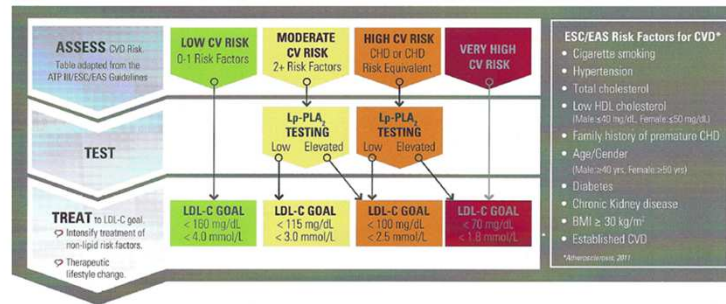 ASSESS CVD Risk.
Table adapted from the
ATP III/ESC/EAS Guidelines
LOW CV RISK
0-1 Risk Factors
MODERATE
CV RISK
2+ Risk Factors
HIGH CV RISK
CHD or CHD
Risk Equivalent
VERY HIGH
CV RISK
TEST
Lp-PLA₂
TESTING
Low Elevated
Lp-PLA₂
TESTING
Low Elevated
TREAT to LDL-C goal.
Intensify treatment of
non-lipid risk factors.
Therapeutic
lifestyle change.
LDL-C GOAL
< 160 mg/dL
< 4.0 mmol/L
LDL-C GOAL
< 115 mg/dL
< 3.0 mmol/L
LDL-C GOAL
< 100 mg/dL
< 2.5 mmol/L
LDL-C GOAL
< 70 mg/dL
< 1.8 mmol/L
ESC/EAS Risk Factors for CVD*
• Cigarette smoking
• Hypertension
• Total cholesterol
• Low HDL cholesterol
(Male ≤40 mg/dL, Female ≤50 mg/dL)
• Family history of premature CHD
• Age/Gender
(Male ≥40 yrs, Female ≥50 yrs)
• Diabetes
• Chronic Kidney disease
• BMI ≥ 30 kg/m²
• Established CVD
*Atherosclerosis, 2011